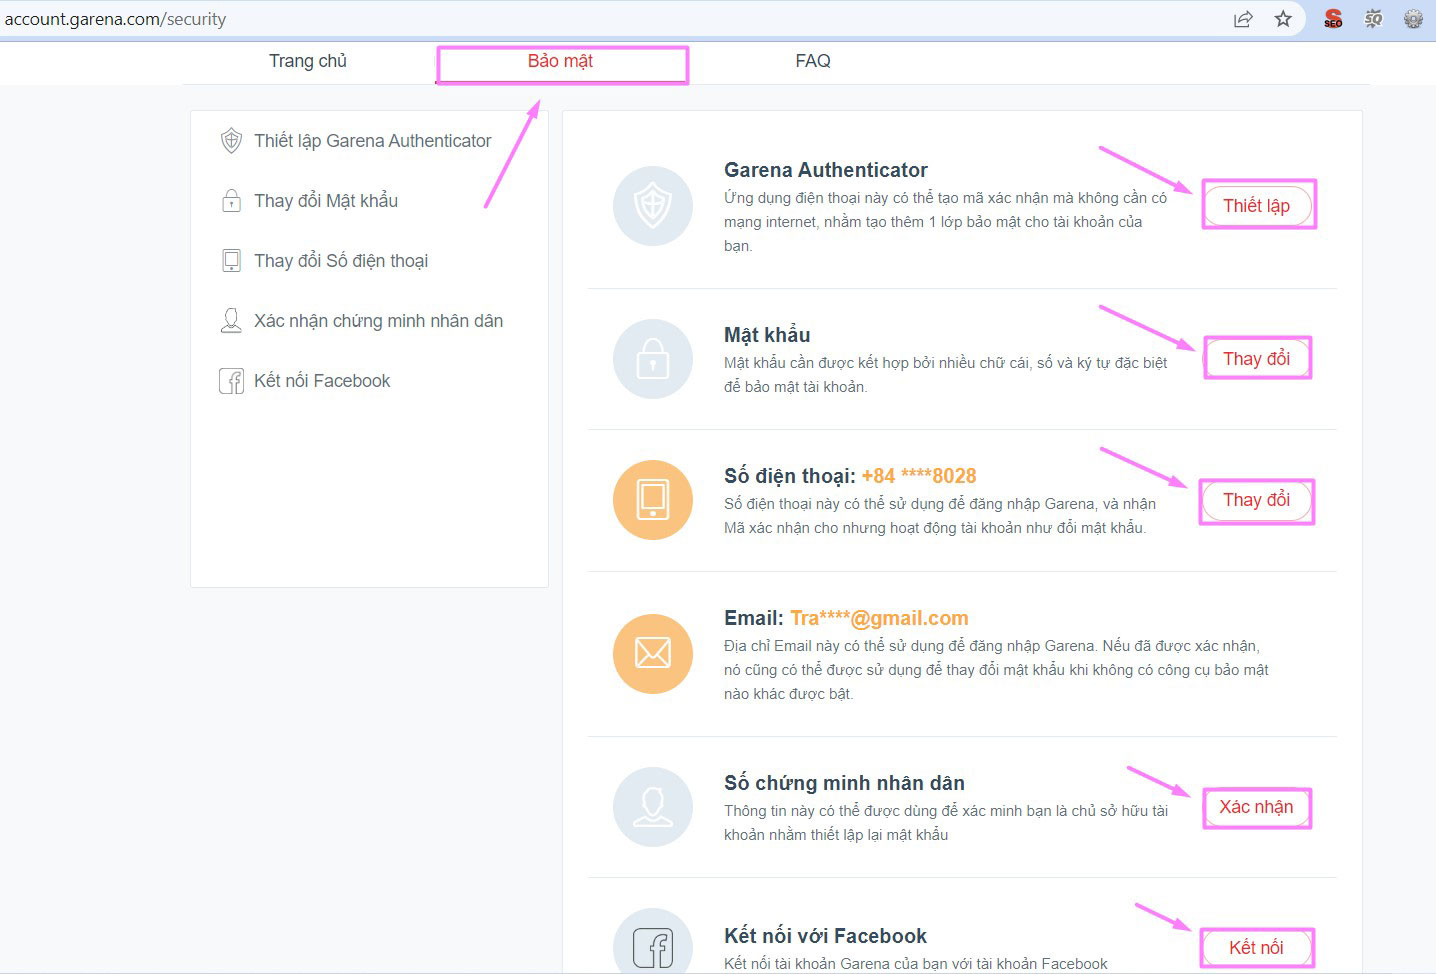 account.garena.com/security
SEO
SQ
Trang chủ
Bảo mật
FAQ
Thiết lập Garena Authenticator
Thay đổi Mật khẩu
Thay đổi Số điện thoại
Xác nhận chứng minh nhân dân
Kết nối Facebook
Garena Authenticator
Ứng dụng điện thoại này có thể tạo mã xác nhận mà không cần có
mạng internet, nhằm tạo thêm 1 lớp bảo mật cho tài khoản của
bạn.
Thiết lập
Mật khẩu
Mật khẩu cần được kết hợp bởi nhiều chữ cái, số và ký tự đặc biệt
để bảo mật tài khoản.
Thay đổi
Số điện thoại: +84 ****8028
Số điện thoại này có thể sử dụng để đăng nhập Garena, và nhận
Mã xác nhận cho nhưng hoạt động tài khoản như đổi mật khẩu.
Thay đổi
Email: Tra****@gmail.com
Địa chỉ Email này có thể sử dụng để đăng nhập Garena. Nếu đã được xác nhận,
nó cũng có thể được sử dụng để thay đổi mật khẩu khi không có công cụ bảo mật
nào khác được bật.
Số chứng minh nhân dân
Thông tin này có thể được dùng để xác minh bạn là chủ sở hữu tài
khoản nhằm thiết lập lại mật khẩu
Xác nhận
Kết nối với Facebook
Kết nối tài khoản Garena của bạn với tài khoản Facebook
Kết nối